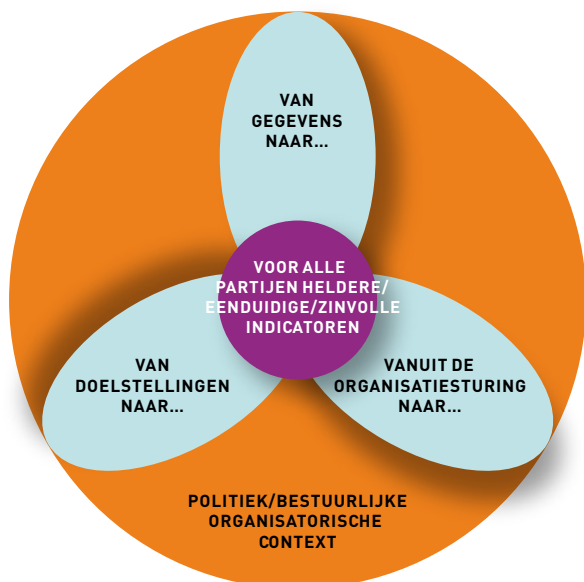 VAN
GEGEVENS
NAAR...
VOOR ALLE
PARTIJEN HELDERE/
EENDUIDIGE/ZINVOLLE
INDICATOREN
VAN
DOELSTELLINGEN
NAAR...
VANUIT DE
ORGANISATIESTURING
NAAR...
POLITIEK/BESTUURLIJKE
ORGANISATORISCHE
CONTEXT